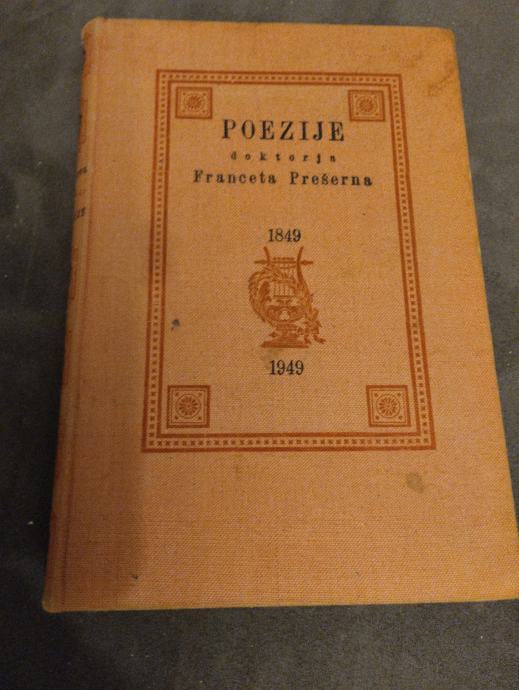 POEZIJE
doktorja
Franceta Prešerna
1849
1949